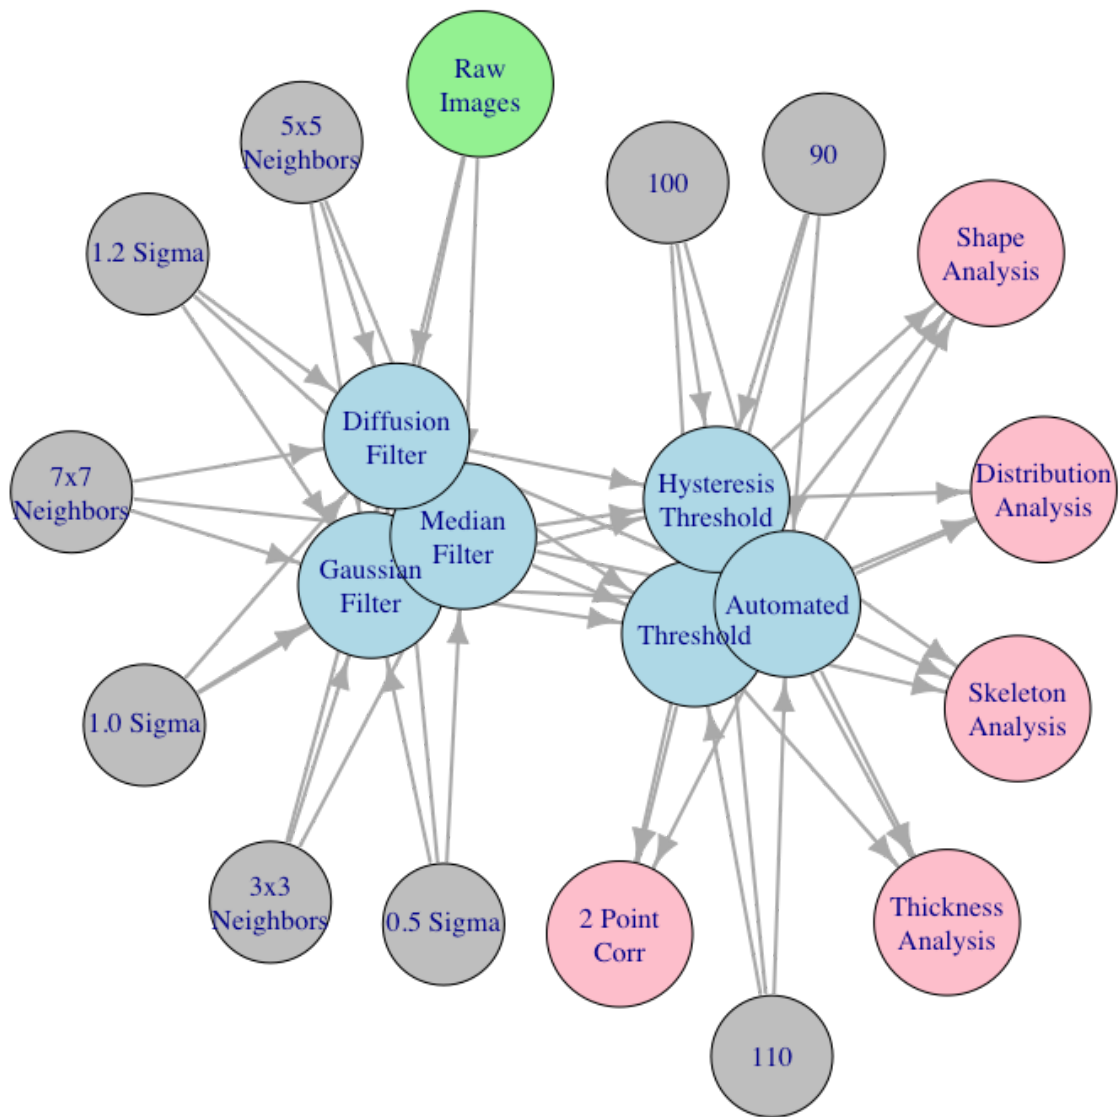 Raw
Images
5x5
Neighbors
90
100
Shape
Analysis
1.2 Sigma
Diffusion
Filter
Distribution
Analysis
7x7
Neighbors
Hysteresis
Threshold
Median
Filter
Gaussian
Filter
Automated
Threshold
Skeleton
Analysis
1.0 Sigma
3x3
Neighbors
0.5 Sigma
2 Point
Corr
Thickness
Analysis
110